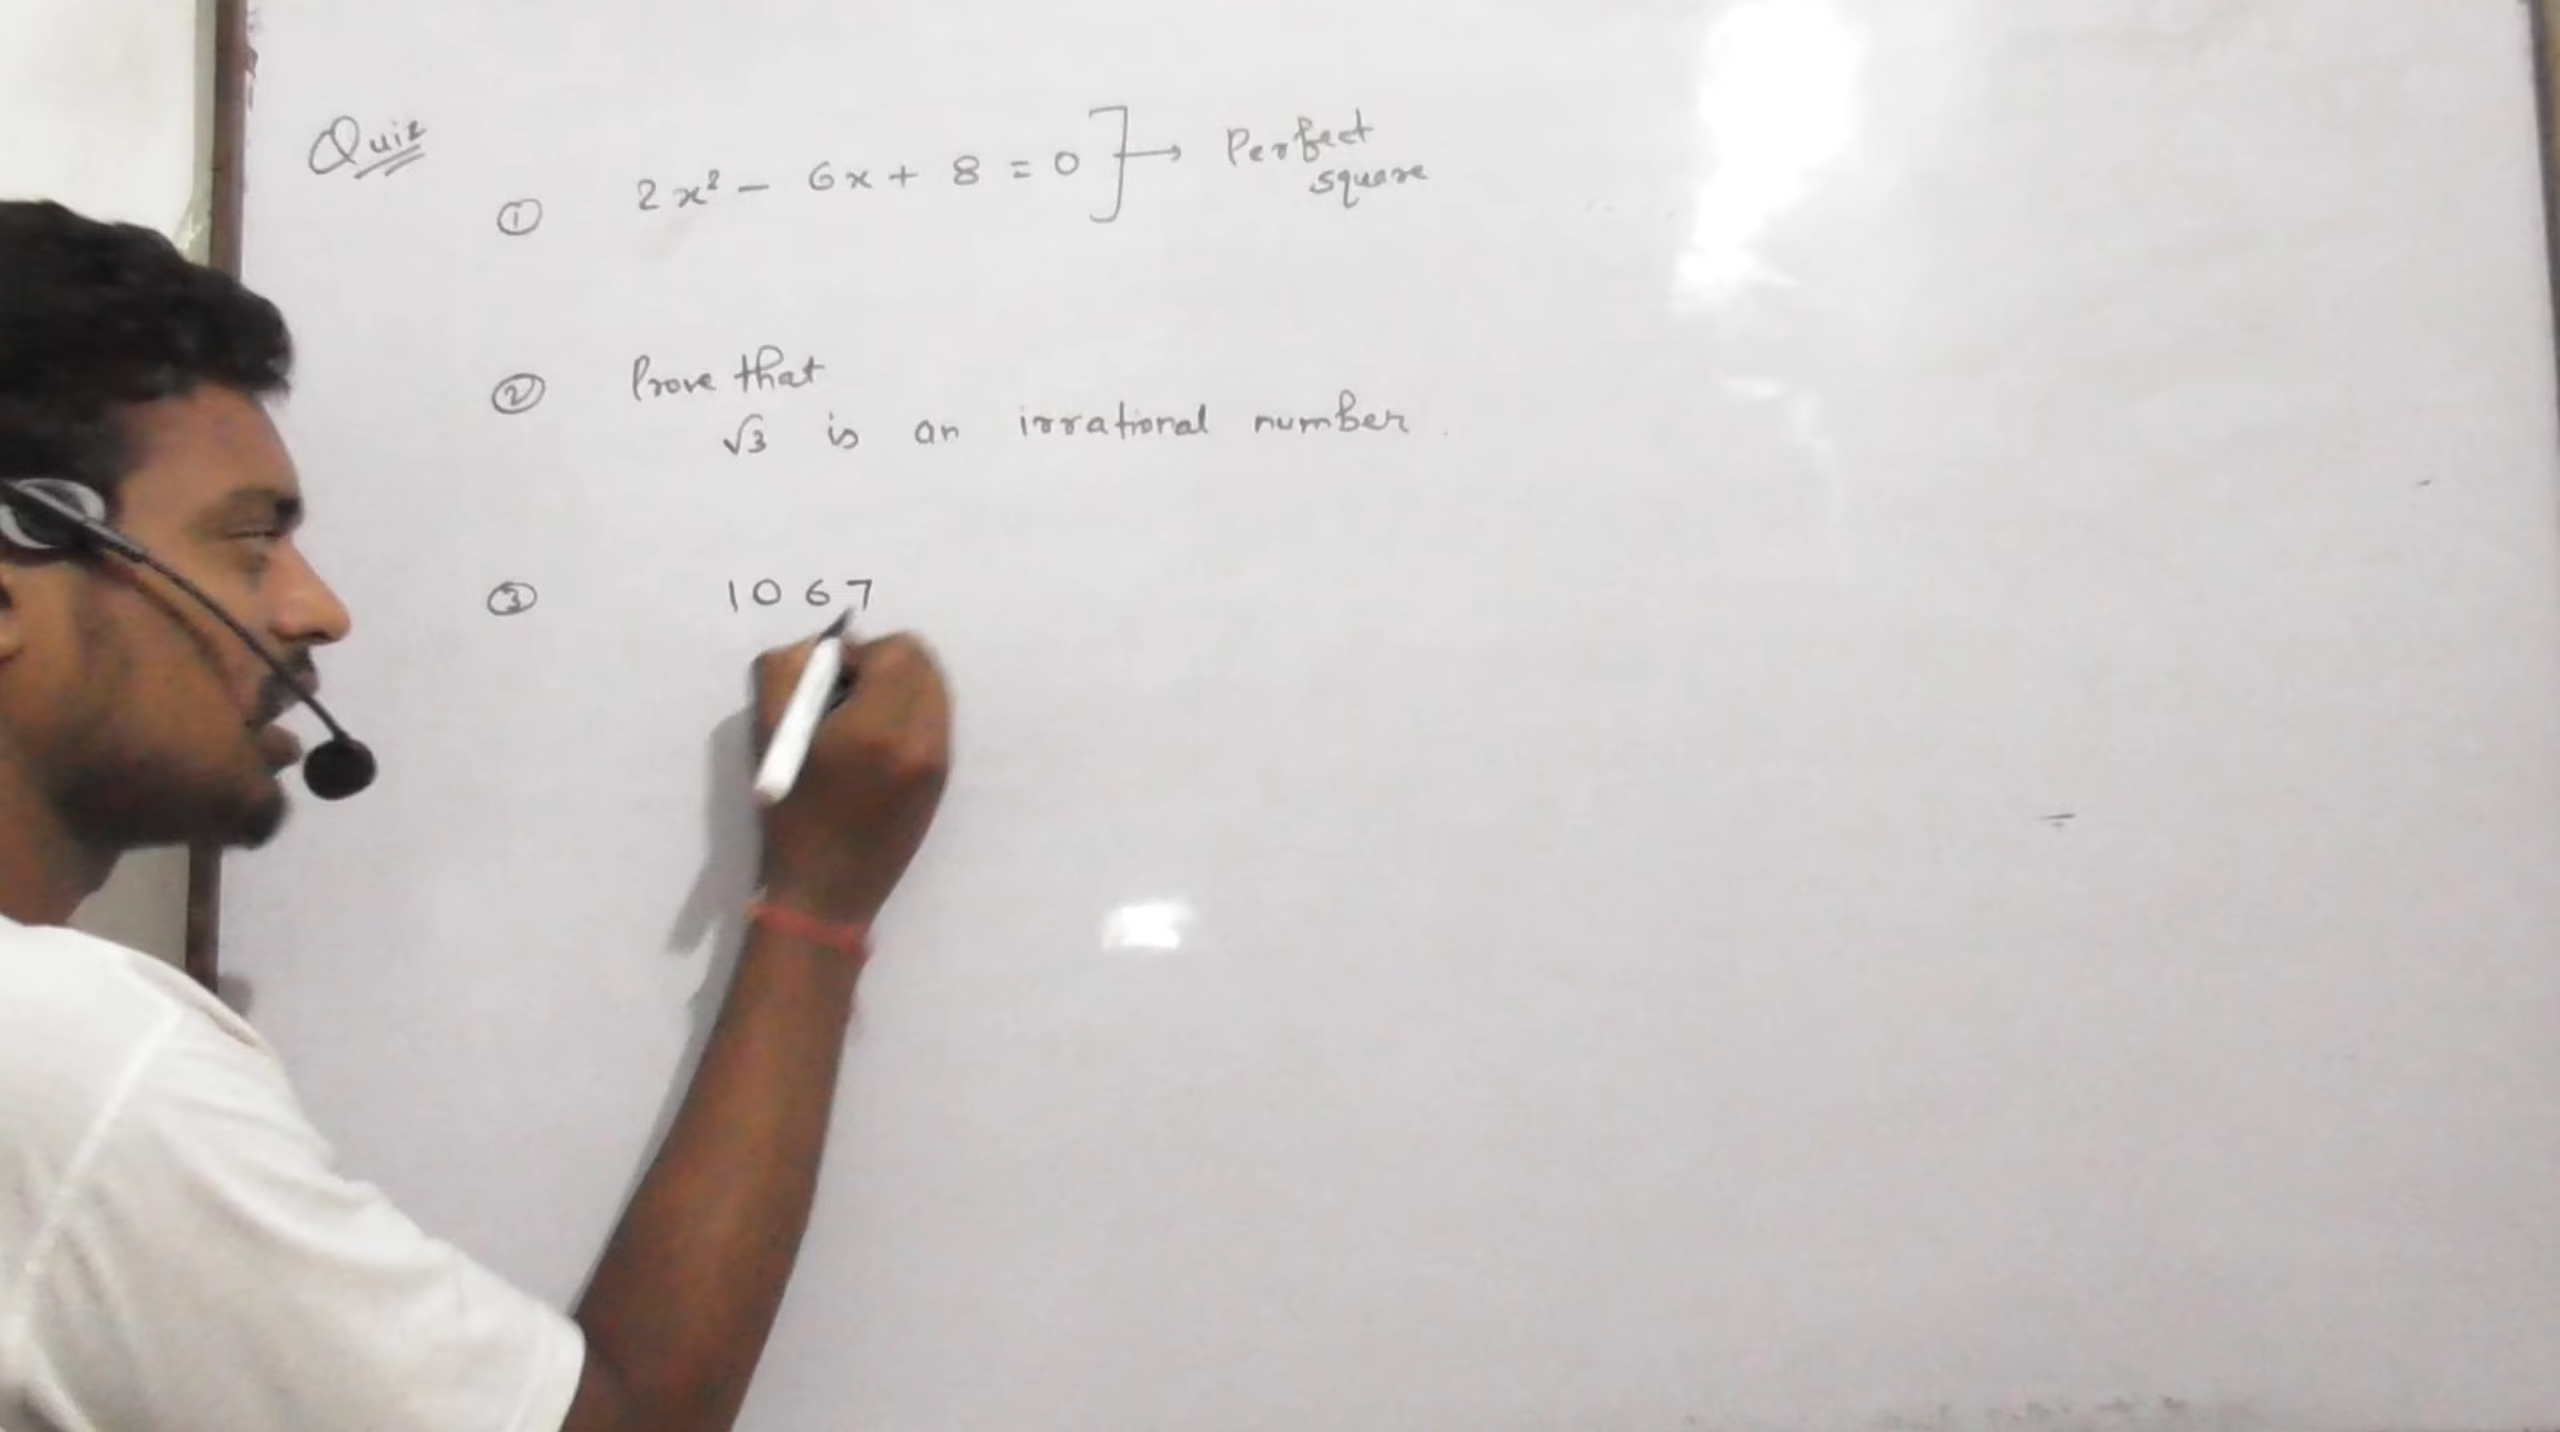 Quiz
① 2x² - 6x + 8 = 0 ] → Perfect
square
② Prove that
√3 is an irrational number.
③ 1067